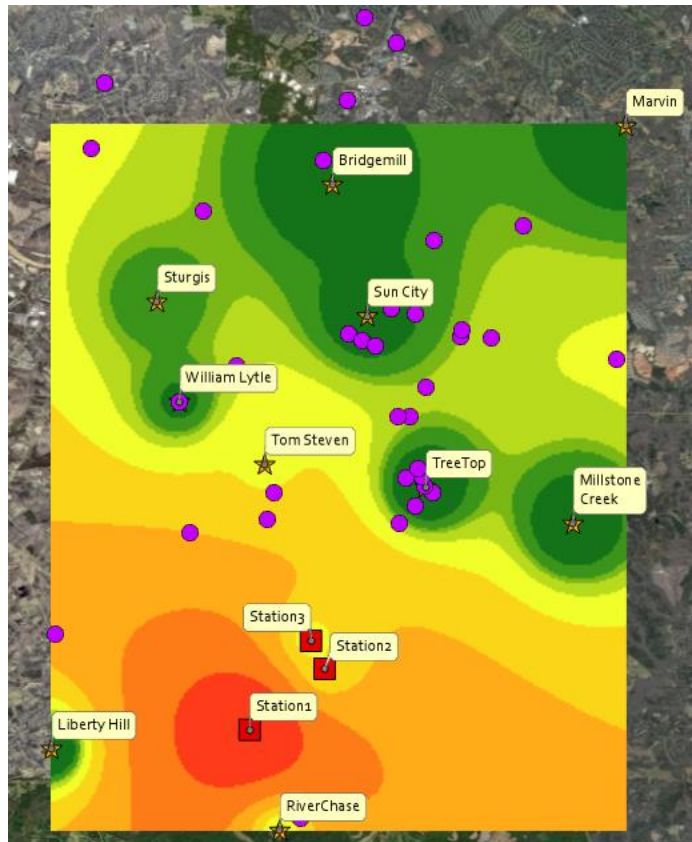 Marvin
Bridgemill
Sturgis
Sun City
William Lytle
Tom Steven
TreeTop
Millstone
Creek
Station3
Station2
Station1
Liberty Hill
RiverChase